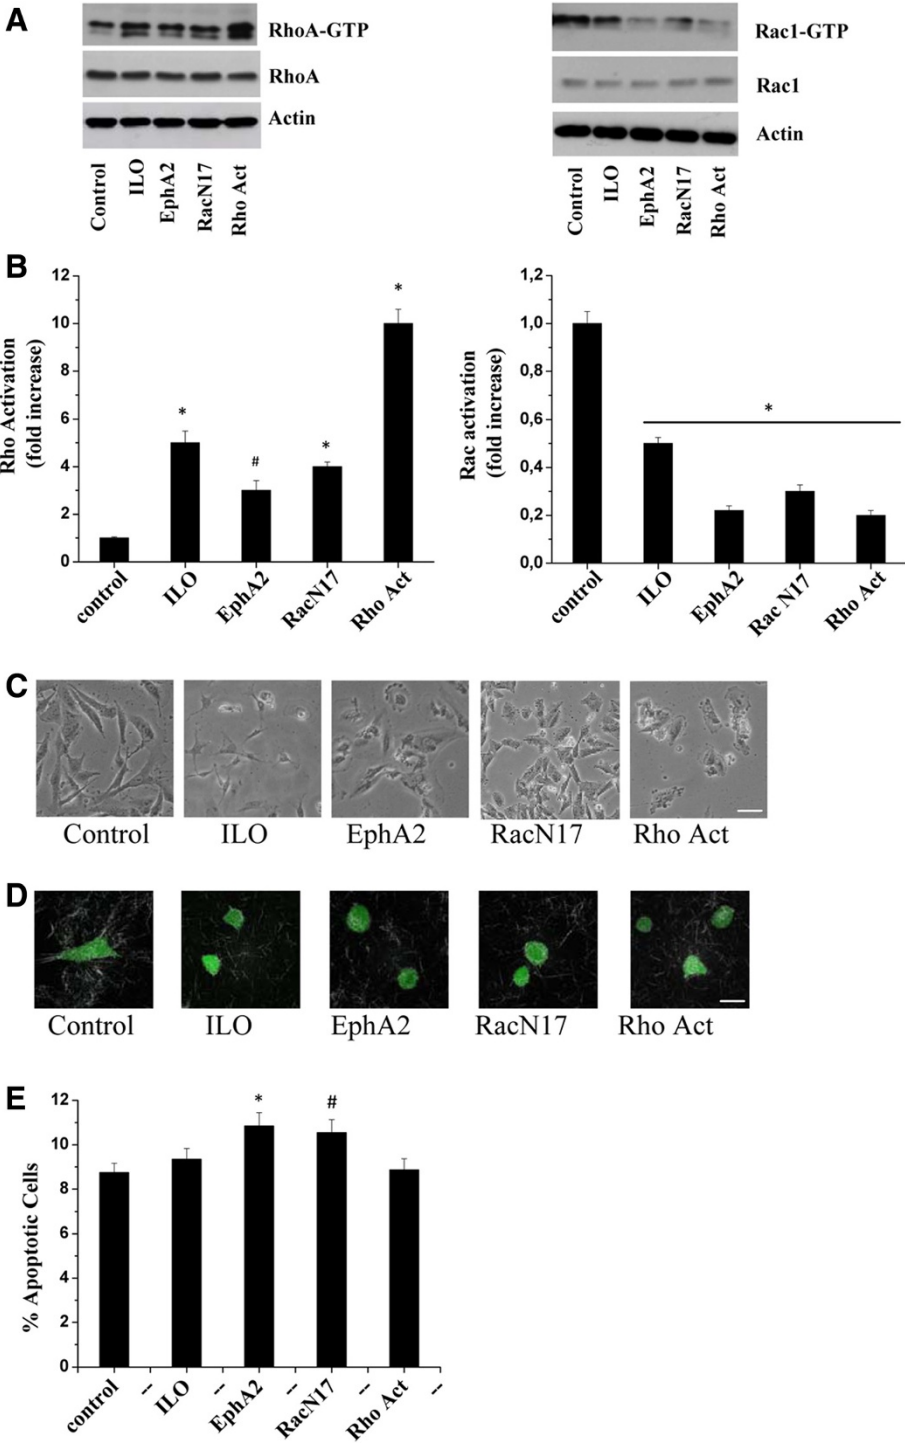 A
RhoA-GTP
RhoA
Actin
Control
ILO
EphA2
RacN17
Rho Act
Rac1-GTP
Rac1
Actin
Control
ILO
EphA2
RacN17
Rho Act
B
Rho Activation
(fold increase)
12
10
8
6
4
2
0
*
#
*
*
control
ILO
EphA2
RacN17
Rho Act
Rac activation
(fold increase)
1,2
1,0
0,8
0,6
0,4
0,2
0,0
*
control
ILO
EphA2
Rac N17
Rho Act
C
Control
ILO
EphA2
RacN17
Rho Act
D
Control
ILO
EphA2
RacN17
Rho Act
E
% Apoptotic Cells
12
10
8
6
4
2
0
*
#
control
--
ILO
--
EphA2
--
RacN17
--
Rho Act
--